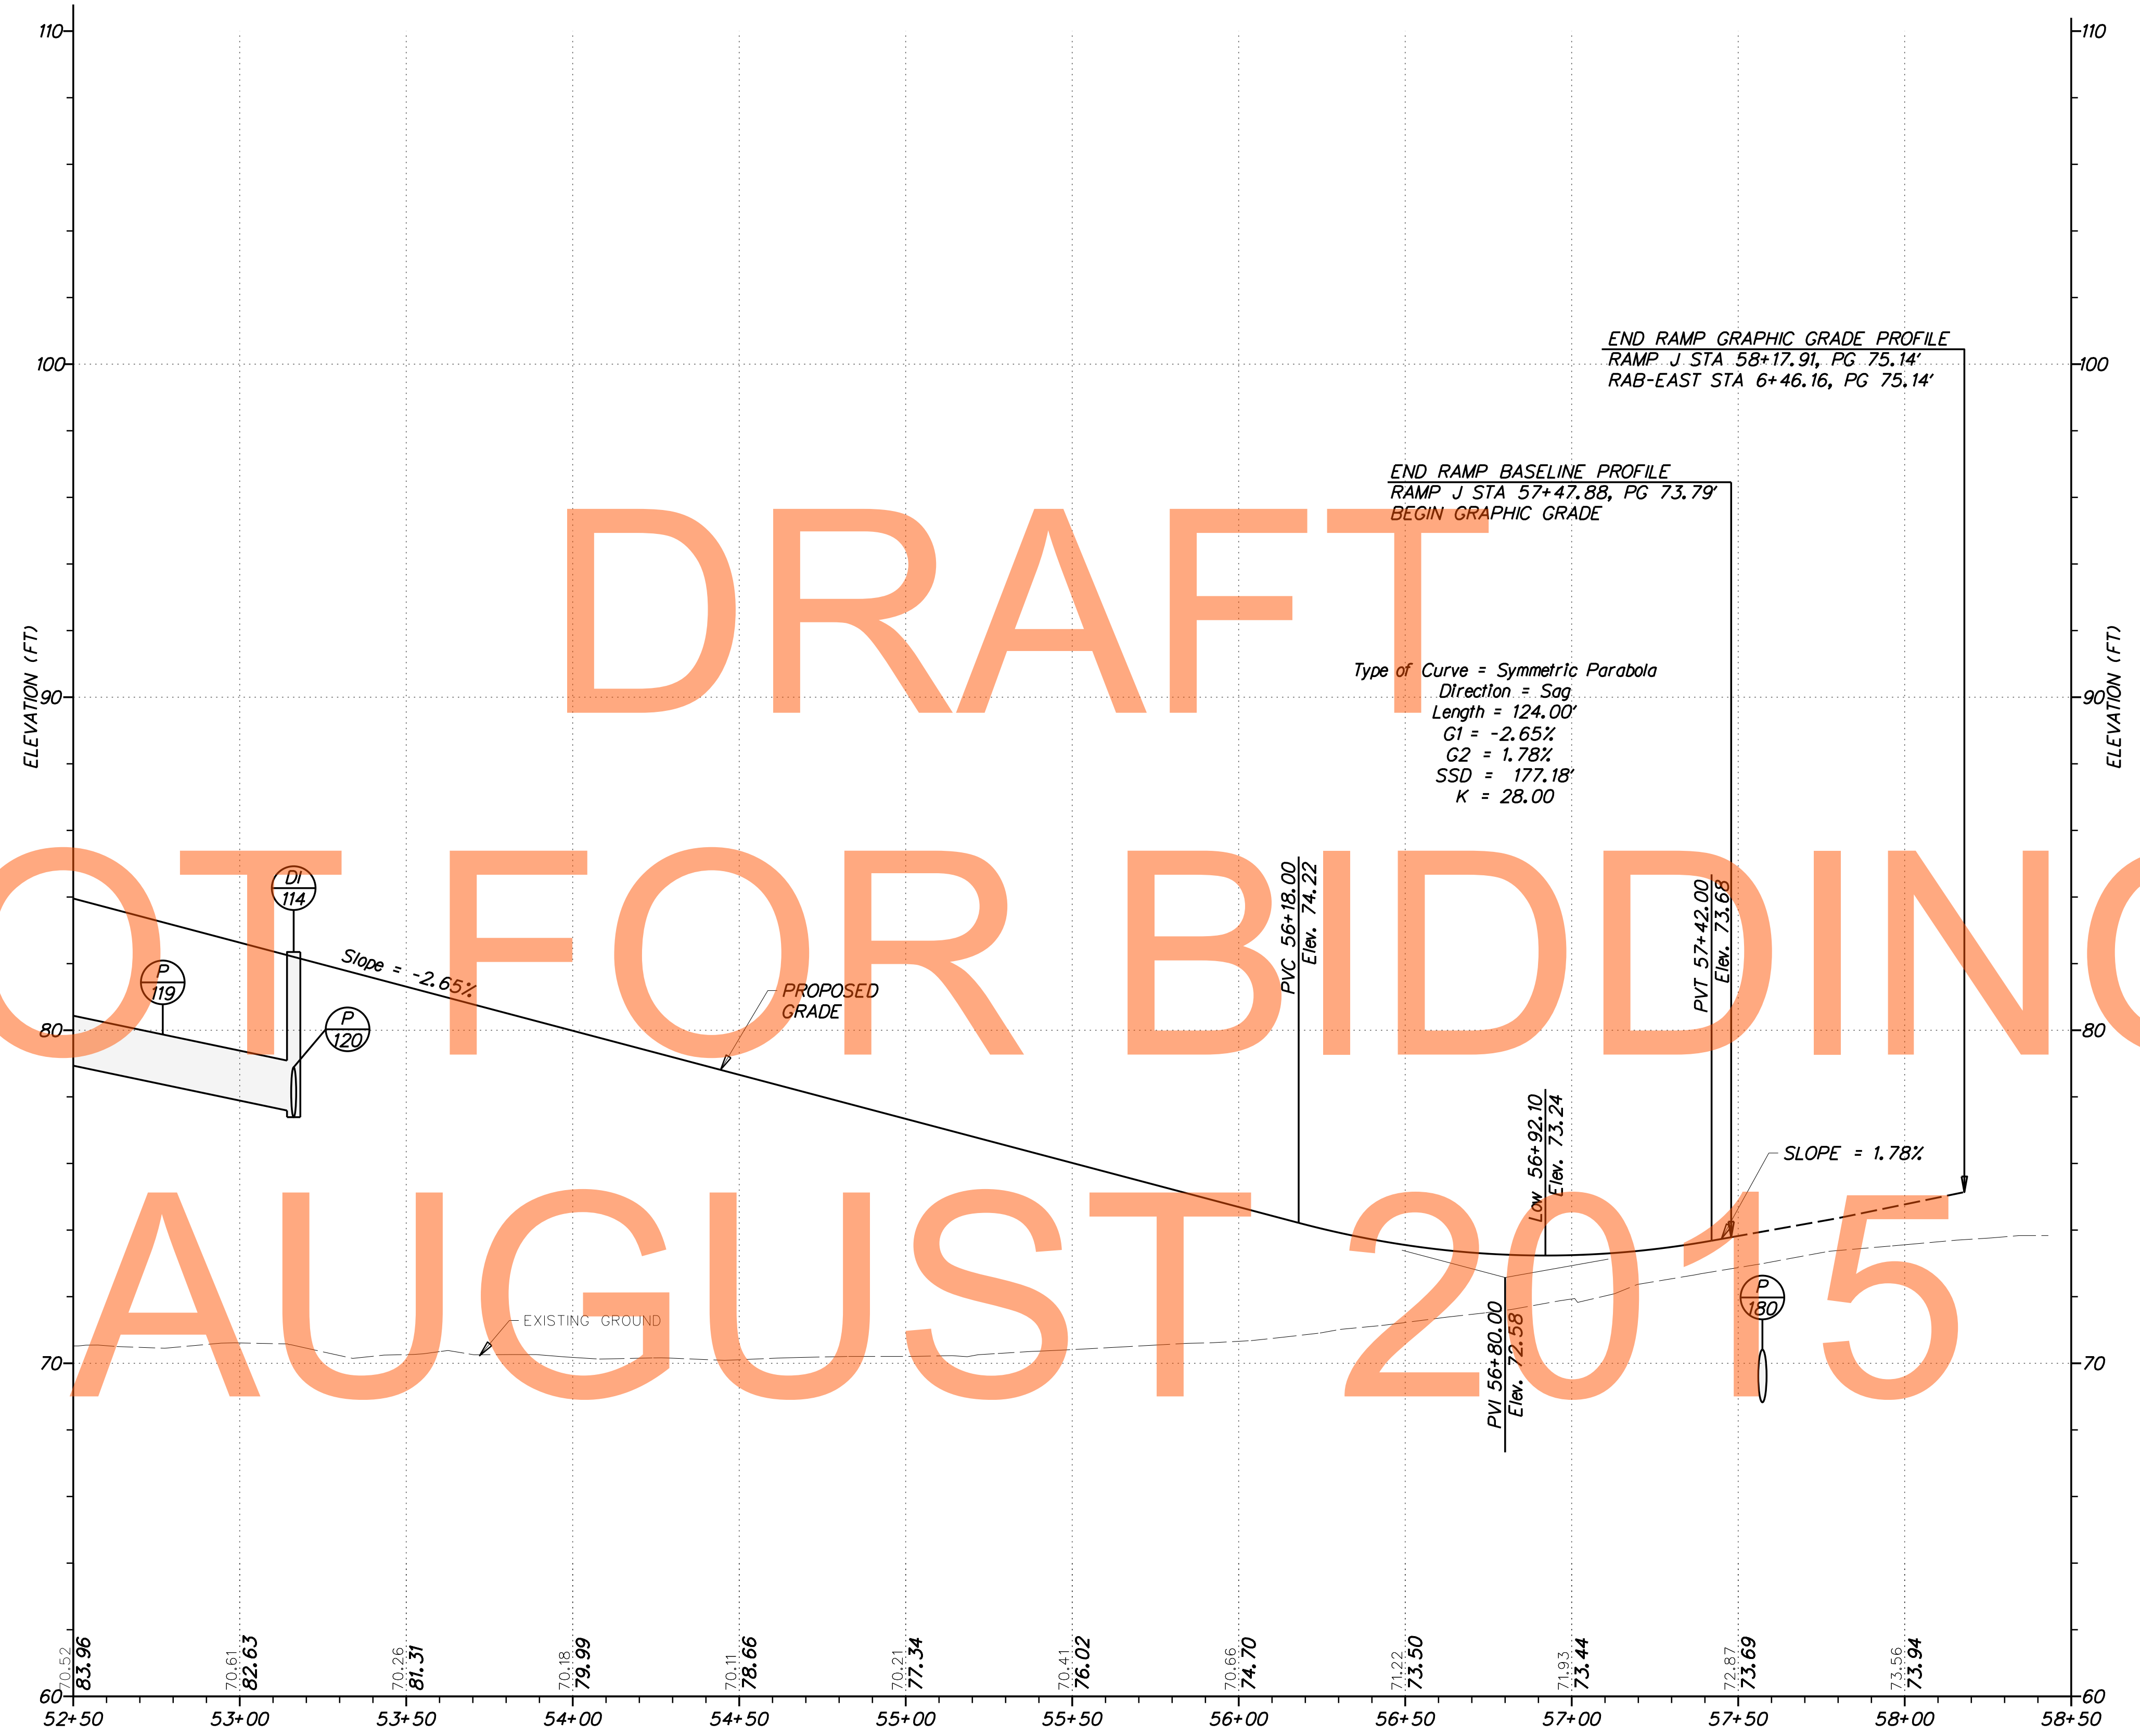 110
110
100
100
90
90
80
80
70
70
60
60
ELEVATION (FT)
ELEVATION (FT)
END RAMP GRAPHIC GRADE PROFILE
RAMP J STA 58+17.91, PG 75.14'
RAB-EAST STA 6+46.16, PG 75.14'
END RAMP BASELINE PROFILE
RAMP J STA 57+47.88, PG 73.79'
BEGIN GRAPHIC GRADE
DRAFT
Type of Curve = Symmetric Parabola
Direction = Sag
Length = 124.00'
G1 = -2.65%
G2 = 1.78%
SSD = 177.18'
K = 28.00
OT FOR BIDDING
DI
114
P
119
P
120
Slope = -2.65%
PROPOSED
GRADE
PVC 56+18.00
Elev. 74.22
PVT 57+42.00
Elev. 73.68
Low 56+92.10
Elev. 73.24
SLOPE = 1.78%
AUGUST 2015
EXISTING GROUND
PVI 56+80.00
Elev. 72.58
P
180
70.52
83.96
70.61
82.63
70.26
81.31
70.18
79.99
70.11
78.66
70.21
77.34
70.41
76.02
70.66
74.70
71.22
73.50
71.93
73.44
72.87
73.69
73.56
73.94
52+50
53+00
53+50
54+00
54+50
55+00
55+50
56+00
56+50
57+00
57+50
58+00
58+50